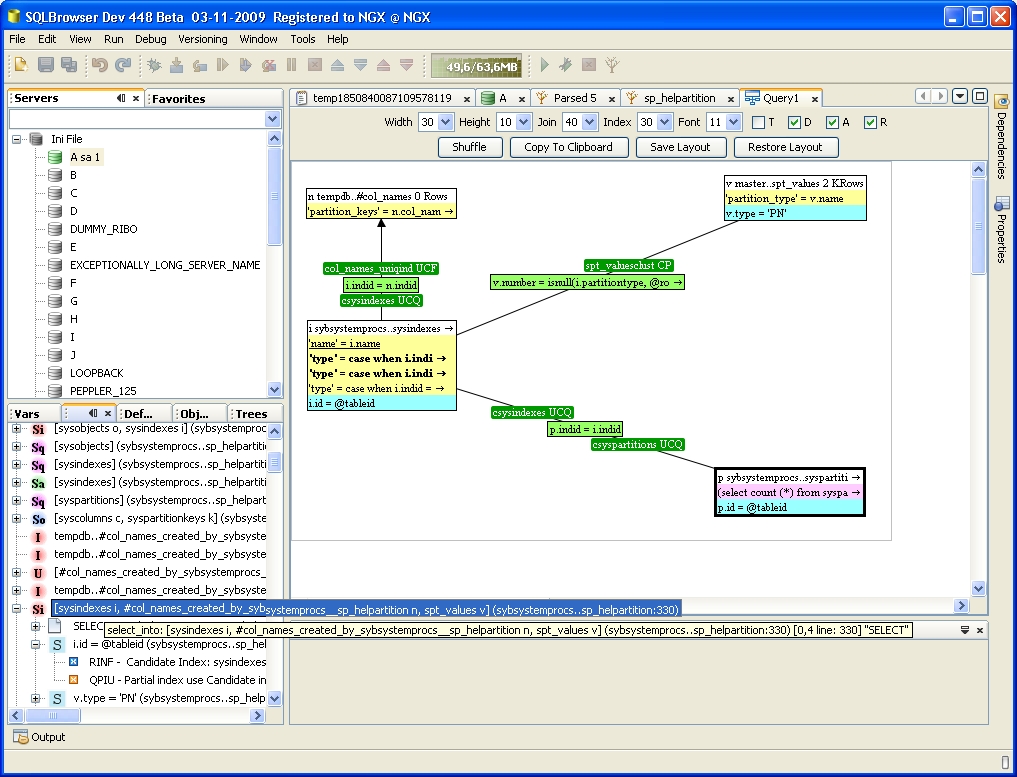 SQLBrowser Dev 448 Beta 03-11-2009 Registered to NGX @ NGX
File Edit View Run Debug Versioning Window Tools Help
49,6/63,6MB
Servers Favorites
temp1850840087109578119 A Parsed 5 sp_helpartition Query1
Width 30 Height 10 Join 40 Index 30 Font 11 T D A R
Shuffle Copy To Clipboard Save Layout Restore Layout
Ini File
A sa 1
B
C
D
DUMMY_RIBO
E
EXCEPTIONALLY_LONG_SERVER_NAME
F
G
H
I
J
LOOPBACK
PEPPLER_125
n tempdb..#col_names 0 Rows
'partition_keys' = n.col_nam →
v master..spt_values 2 KRows
'partition_type' = v.name
v.type = 'PN'
col_names_uniqind UCF
i.indid = n.indid
csysindexes UCQ
spt_valuesclust CP
v.number = isnull(i.partitiontype, @ro →
i sybsystemprocs..sysindexes →
'name' = i.name
'type' = case when i.indi →
'type' = case when i.indi →
'type' = case when i.indid = →
i.id = @tableid
csysindexes UCQ
p.indid = i.indid
csyspartitions UCQ
p sybsystemprocs..syspartiti →
(select count (*) from syspa →
p.id = @tableid
Dependencies
Properties
Vars Def... Obj... Trees
Si [sysobjects o, sysindexes i] (sybsystemproc
Sq [sysobjects] (sybsystemprocs..sp_helpartiti
Sq [sysindexes] (sybsystemprocs..sp_helpartiti
Sa [sysindexes] (sybsystemprocs..sp_helpartiti
Sq [syspartitions] (sybsystemprocs..sp_helpart
So [syscolumns c, syspartitionkeys k] (sybsyste
I tempdb..#col_names_created_by_sybsyste
I tempdb..#col_names_created_by_sybsyste
U [#col_names_created_by_sybsystemprocs_
I tempdb..#col_names_created_by_sybsyste
Si [sysindexes i, #col_names_created_by_sybsystemprocs__sp_helpartition n, spt_values v] (sybsystemprocs..sp_helpartition:330)
SELEC
select_into: [sysindexes i, #col_names_created_by_sybsystemprocs__sp_helpartition n, spt_values v] (sybsystemprocs..sp_helpartition:330) [0,4 line: 330] "SELECT"
S i.id = @tableid (sybsystemprocs..sp_hel
RINF - Candidate Index: sysindexes
QPIU - Partial index use Candidate in
S v.type = 'PN' (sybsystemprocs..sp_help
Output